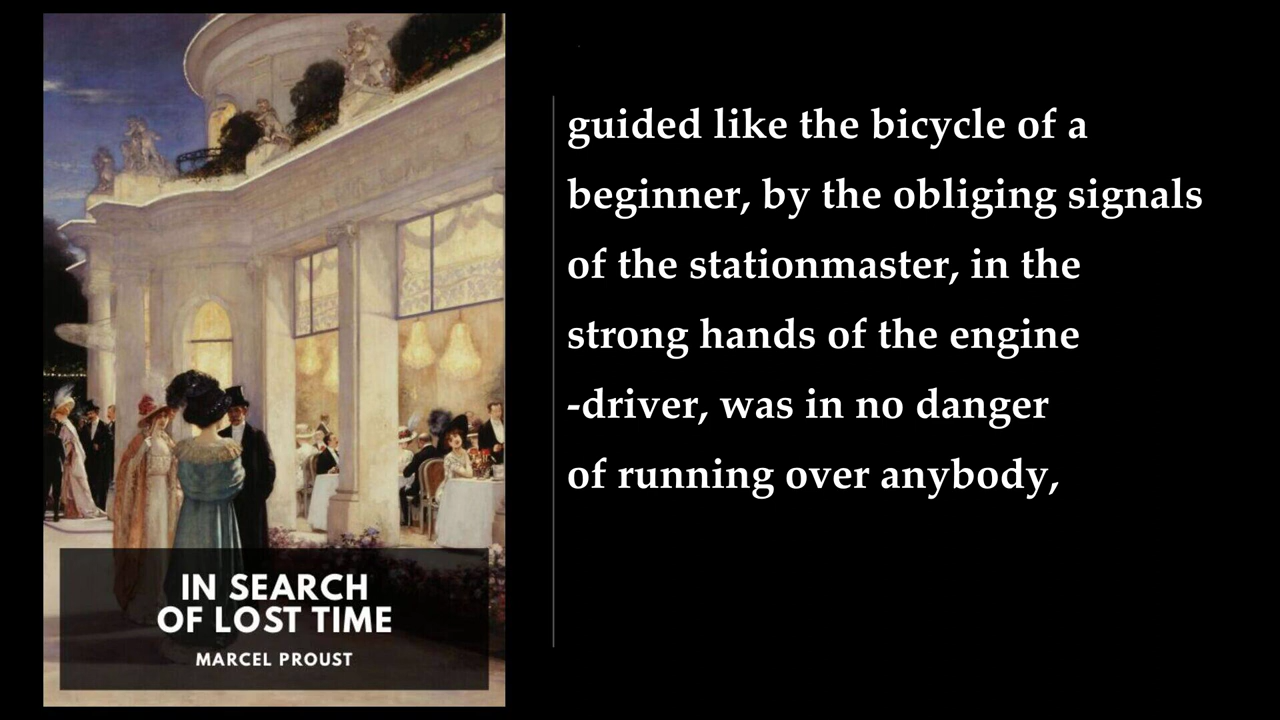 IN SEARCH
OF LOST TIME
MARCEL PROUST
guided like the bicycle of a
beginner, by the obliging signals
of the stationmaster, in the
strong hands of the engine
-driver, was in no danger
of running over anybody,